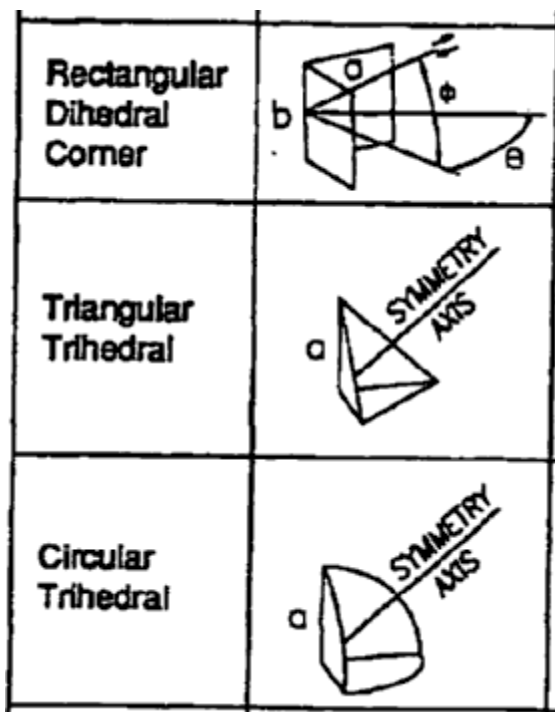 Rectangular
Dihedral
Corner
a
b
ϕ
θ
Triangular
Trihedral
a
SYMMETRY
AXIS
Circular
Trihedral
a
SYMMETRY
AXIS